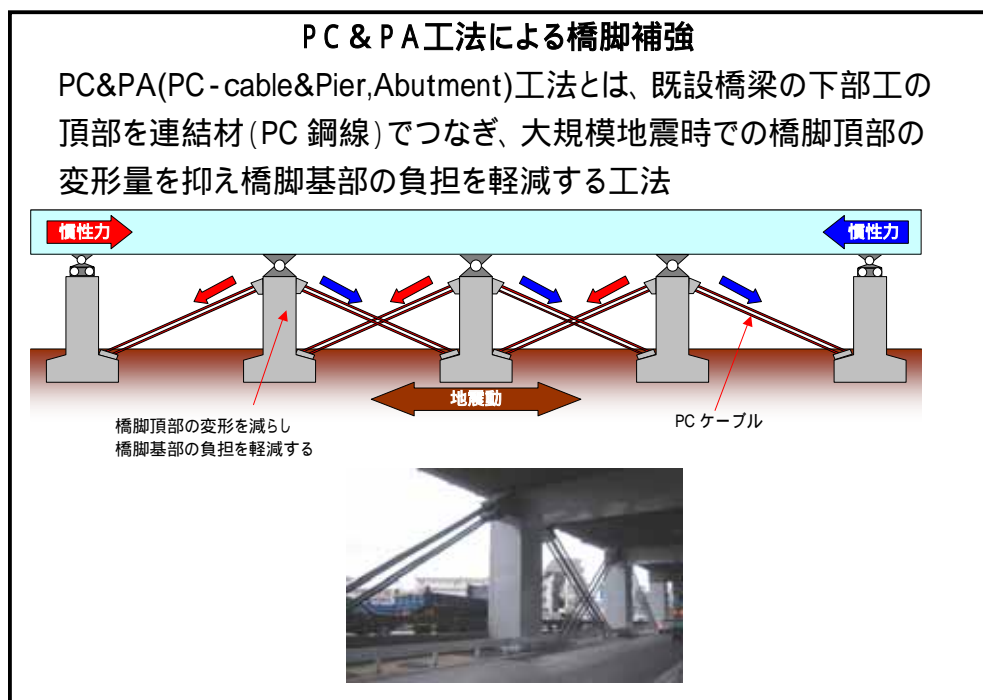 PC&PA工法による橋脚補強
PC&PA(PC-cable&Pier,Abutment)工法とは、既設橋梁の下部工の
頂部を連結材(PC鋼線)でつなぎ、大規模地震時での橋脚頂部の
変形量を抑え橋脚基部の負担を軽減する工法
慣性力
慣性力
地震動
橋脚頂部の変形を減らし
橋脚基部の負担を軽減する
PCケーブル